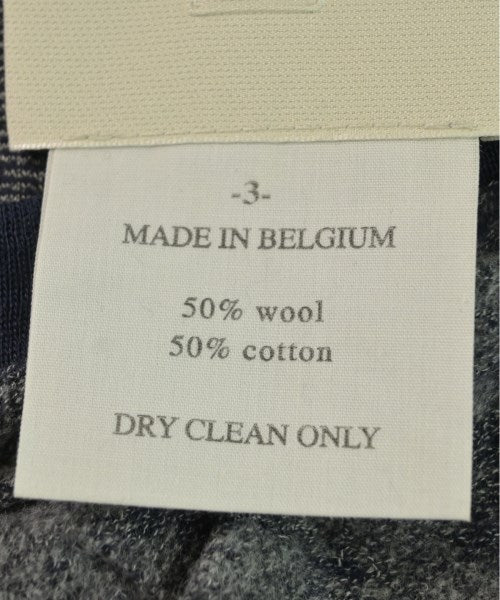 -3-
MADE IN BELGIUM
50% wool
50% cotton
DRY CLEAN ONLY